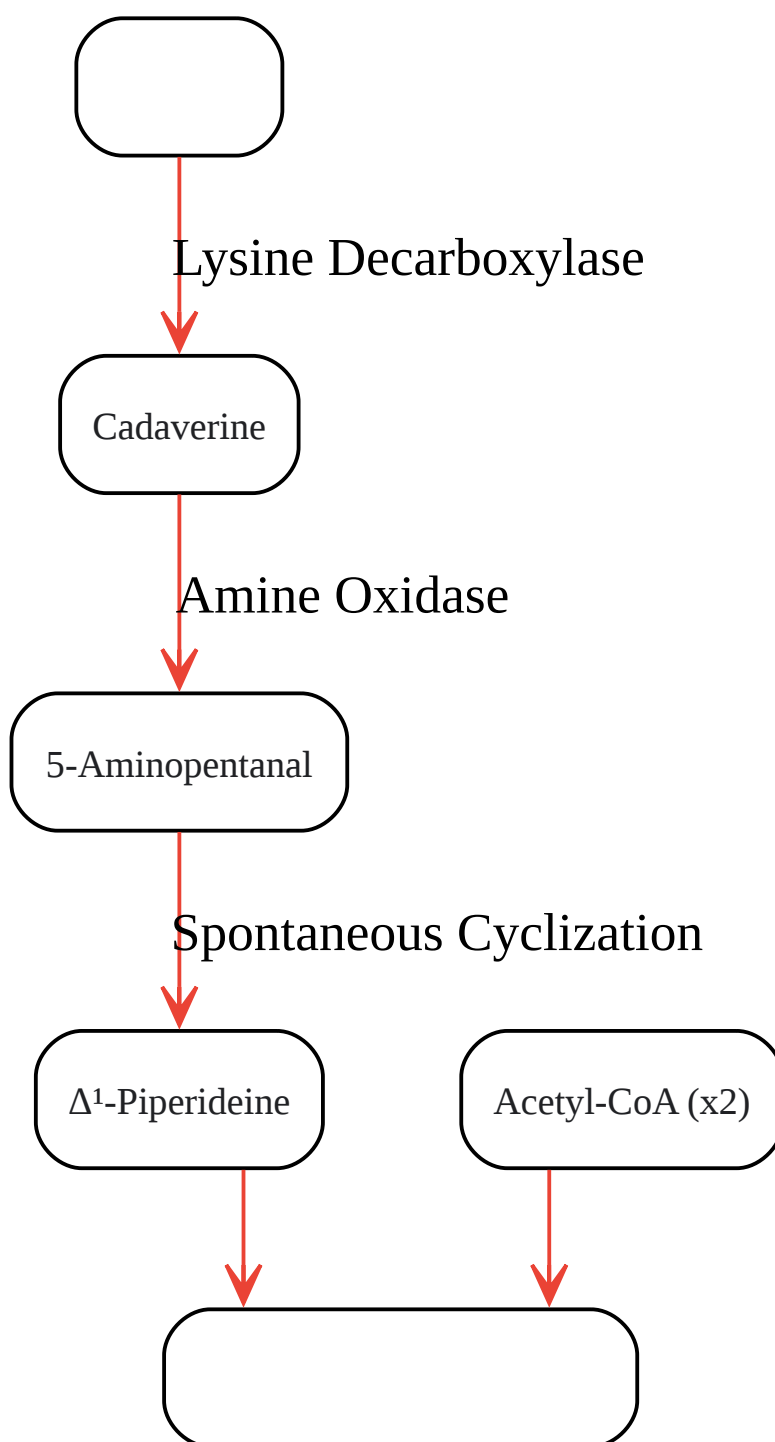 Lysine Decarboxylase
Cadaverine
Amine Oxidase
5-Aminopentanal
Spontaneous Cyclization
Δ¹-Piperideine
Acetyl-CoA (x2)